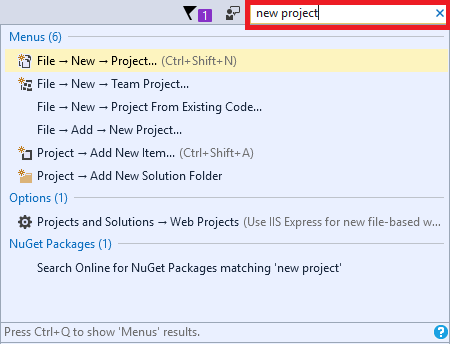 1
new project
Menus (6)
File → New → Project... (Ctrl+Shift+N)
File → New → Team Project...
File → New → Project From Existing Code...
File → Add → New Project...
Project → Add New Item... (Ctrl+Shift+A)
Project → Add New Solution Folder
Options (1)
Projects and Solutions → Web Projects (Use IIS Express for new file-based w...
NuGet Packages (1)
Search Online for NuGet Packages matching 'new project'
Press Ctrl+Q to show 'Menus' results.